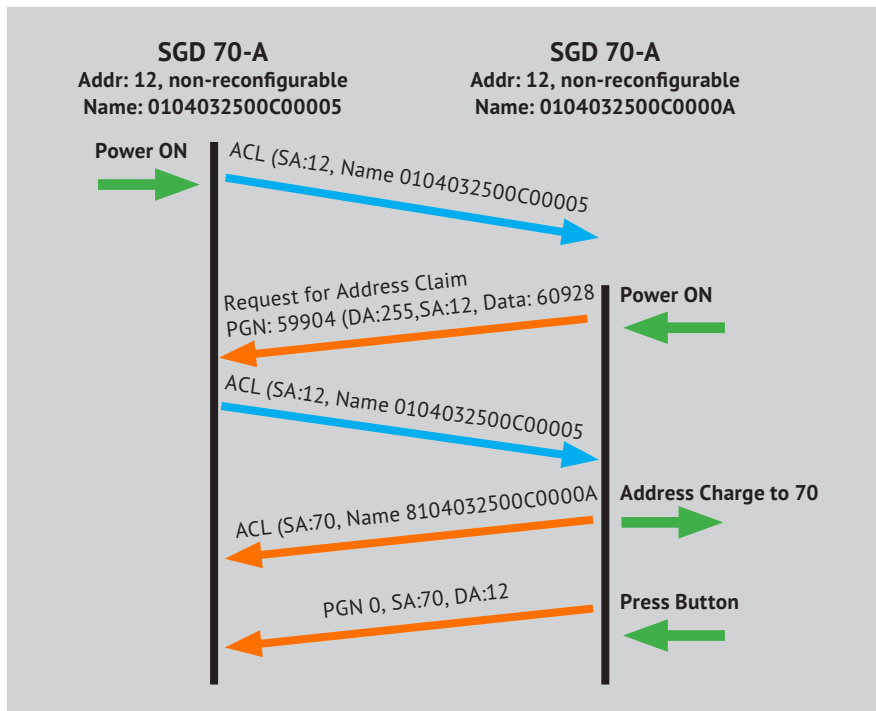 SGD 70-A
Addr: 12, non-reconfigurable
Name: 0104032500C00005
SGD 70-A
Addr: 12, non-reconfigurable
Name: 0104032500C0000A
Power ON
ACL (SA:12, Name 0104032500C00005
Request for Address Claim
PGN: 59904 (DA:255,SA:12, Data: 60928
Power ON
ACL (SA:12, Name 0104032500C00005
ACL (SA:70, Name 8104032500C0000A
Address Charge to 70
PGN 0, SA:70, DA:12
Press Button